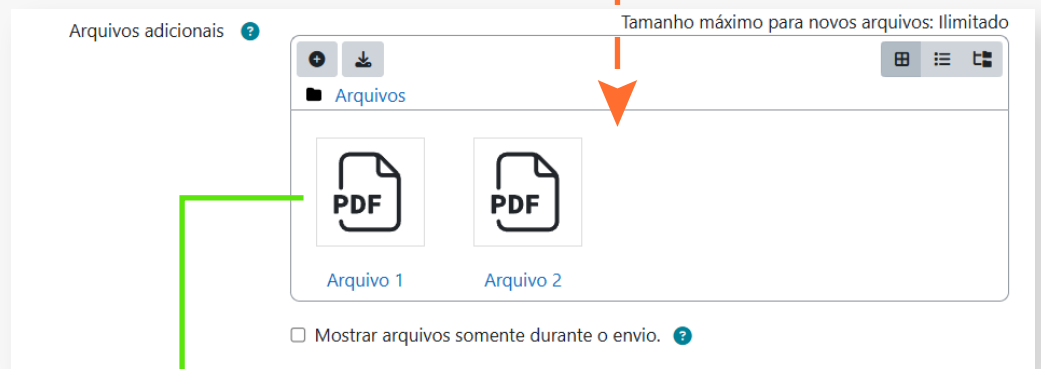 Tamanho máximo para novos arquivos: Ilimitado
Arquivos adicionais ?
Arquivos
PDF PDF
Arquivo 1 Arquivo 2
Mostrar arquivos somente durante o envio. ?